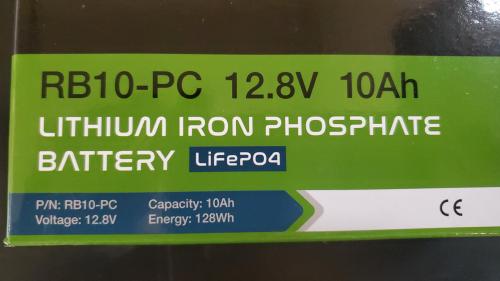 RB10-PC 12.8V 10Ah
LITHIUM IRON PHOSPHATE
BATTERY LiFePO4
P/N: RB10-PC Capacity: 10Ah
Voltage: 12.8V Energy: 128Wh
CE